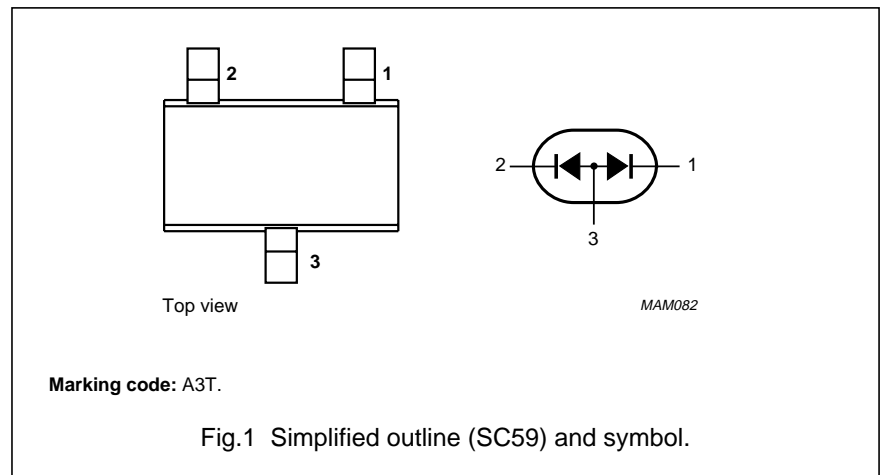 2
1
3
Top view
2
1
3
MAM082
Marking code: A3T.
Fig.1 Simplified outline (SC59) and symbol.